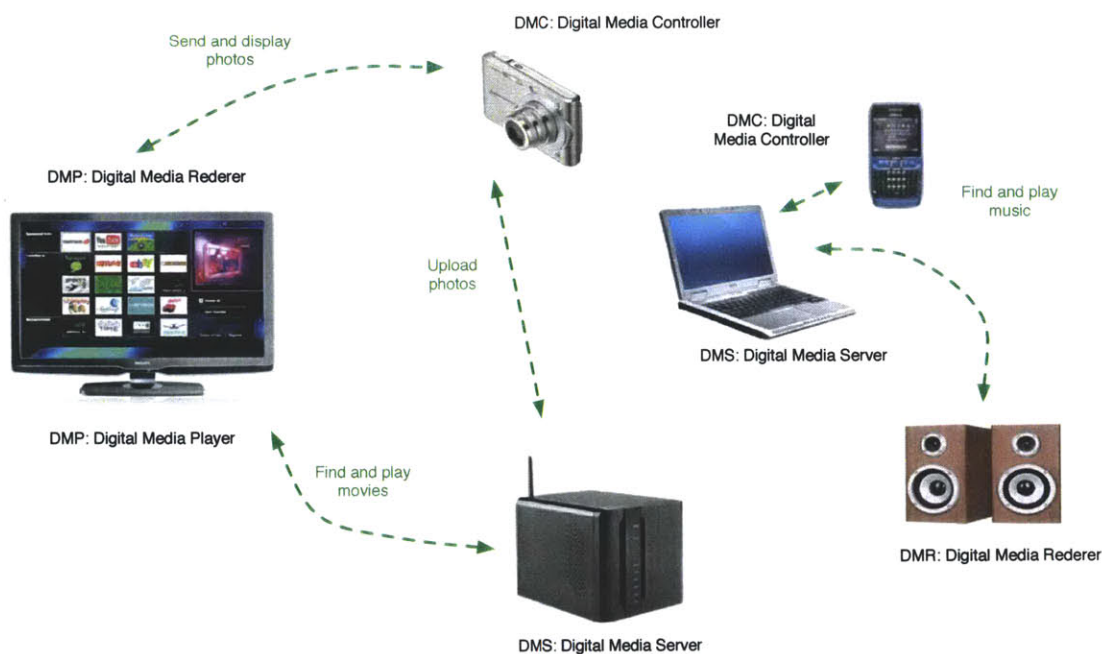 DMC: Digital Media Controller
Send and display
photos
DMC: Digital
Media Controller
DMP: Digital Media Rederer
Find and play
music
Upload
photos
DMS: Digital Media Server
DMP: Digital Media Player
Find and play
movies
DMR: Digital Media Rederer
DMS: Digital Media Server